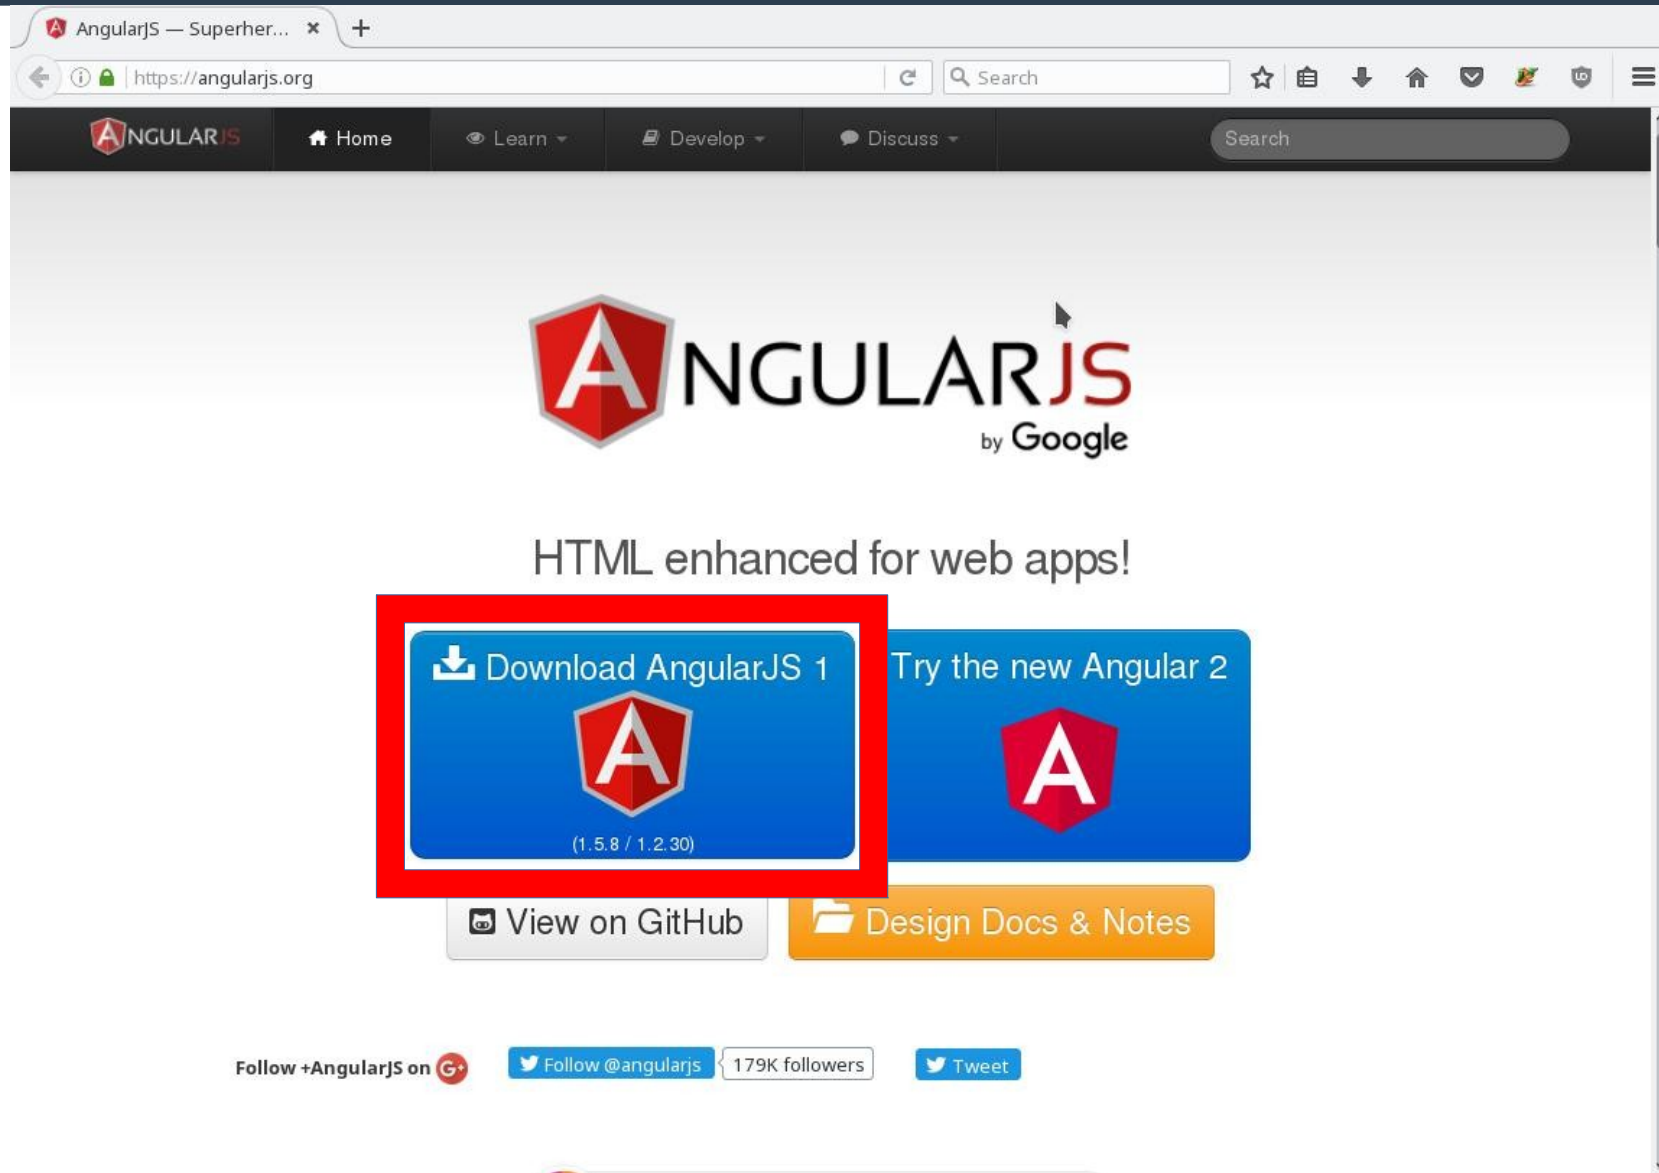 AngularJS — Superher...
https://angularjs.org
Search
NGULARJS
Home
Learn
Develop
Discuss
Search
NGULARJS
by Google
HTML enhanced for web apps!
Download AngularJS 1
(1.5.8 / 1.2.30)
Try the new Angular 2
View on GitHub
Design Docs & Notes
Follow +AngularJS on G+
Follow @angularjs
179K followers
Tweet